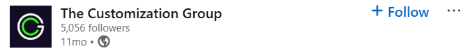 The Customization Group
+ Follow
5,056 followers
11mo •